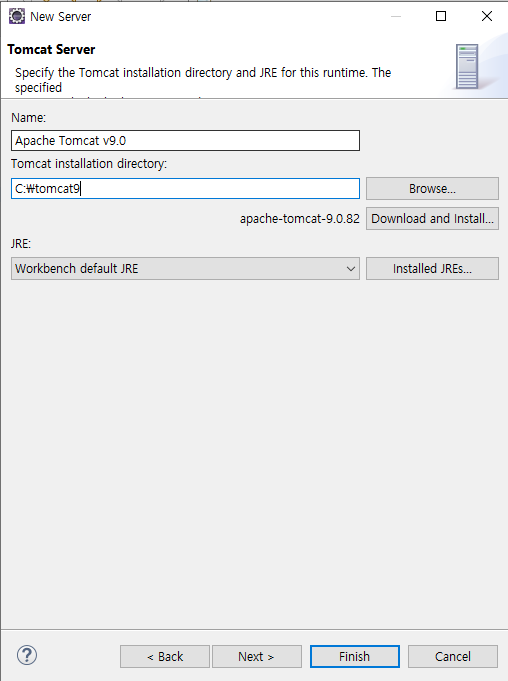 New Server
Tomcat Server
Specify the Tomcat installation directory and JRE for this runtime. The
specified
Name:
Apache Tomcat v9.0
Tomcat installation directory:
C:₩tomcat9
Browse...
apache-tomcat-9.0.82
Download and Install...
JRE:
Workbench default JRE
Installed JREs...
?
< Back
Next >
Finish
Cancel